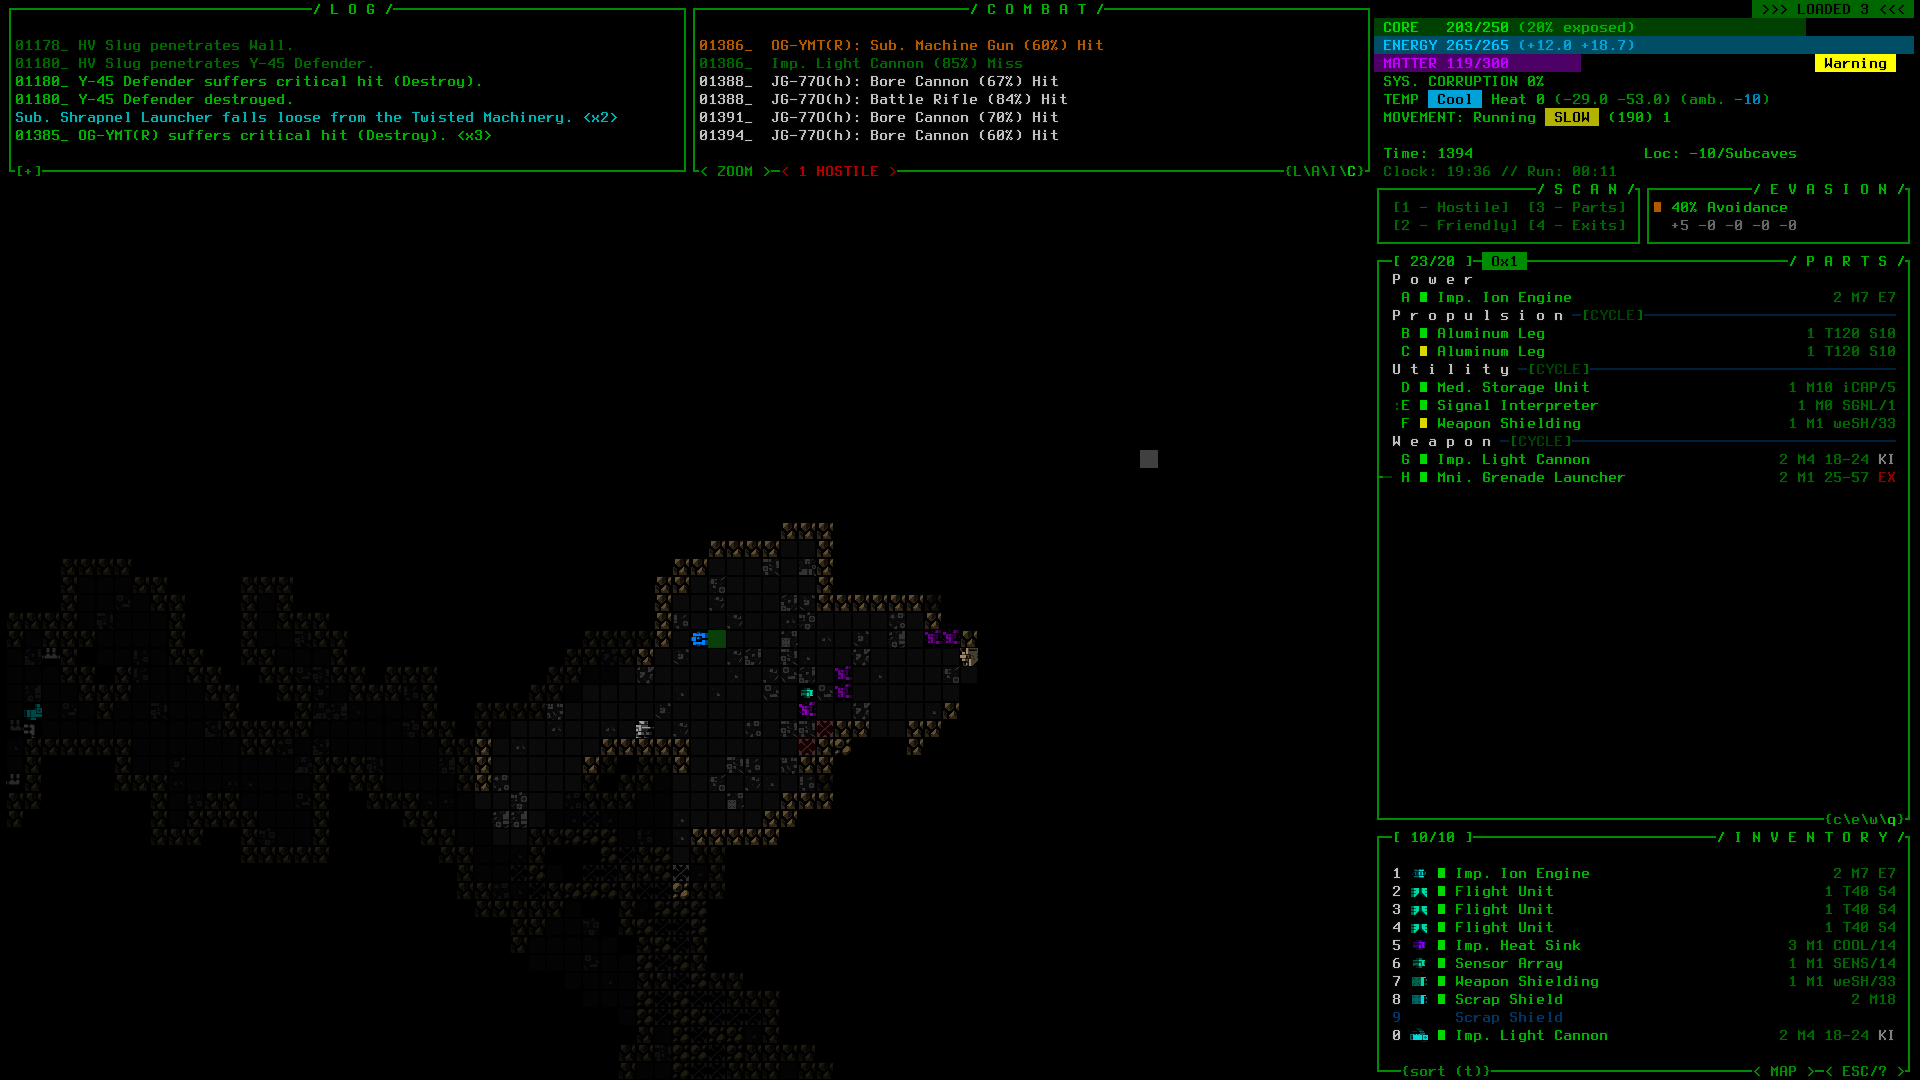 / L O G /
01178_ HV Slug penetrates Wall.
01180_ HV Slug penetrates Y-45 Defender.
01180_ Y-45 Defender suffers critical hit (Destroy).
01180_ Y-45 Defender destroyed.
Sub. Shrapnel Launcher falls loose from the Twisted Machinery. <x2>
01385_ OG-YMT(R) suffers critical hit (Destroy). <x3>
[+]
/ C O M B A T /
01386_ OG-YMT(R): Sub. Machine Gun (60%) Hit
01386_ Imp. Light Cannon (85%) Miss
01388_ JG-77O(h): Bore Cannon (67%) Hit
01388_ JG-77O(h): Battle Rifle (84%) Hit
01391_ JG-77O(h): Bore Cannon (70%) Hit
01394_ JG-77O(h): Bore Cannon (60%) Hit
< ZOOM >
< 1 HOSTILE >
{L\A\I\C}
>>> LOADED 3 <<<
CORE 203/250 (20% exposed)
ENERGY 265/265 (+12.0 +18.7)
MATTER 119/300 Warning
SYS. CORRUPTION 0%
TEMP Cool Heat 0 (-29.0 -53.0) (amb. -10)
MOVEMENT: Running SLOW (190) 1
Time: 1394 Loc: -10/Subcaves
Clock: 19:36 // Run: 00:11
/ S C A N /
[1 - Hostile] [3 - Parts]
[2 - Friendly] [4 - Exits]
/ E V A S I O N /
40% Avoidance
+5 -0 -0 -0 -0
[ 23/20 ] 0x1 / P A R T S /
P o w e r
A Imp. Ion Engine 2 M7 E7
P r o p u l s i o n [CYCLE]
B Aluminum Leg 1 T120 S10
C Aluminum Leg 1 T120 S10
U t i l i t y [CYCLE]
D Med. Storage Unit 1 M10 iCAP/5
:E Signal Interpreter 1 M0 SGNL/1
F Weapon Shielding 1 M1 weSH/33
W e a p o n [CYCLE]
G Imp. Light Cannon 2 M4 18-24 KI
H Mni. Grenade Launcher 2 M1 25-57 EX
{c\e\w\q}
[ 10/10 ] / I N V E N T O R Y /
1 Imp. Ion Engine 2 M7 E7
2 Flight Unit 1 T40 S4
3 Flight Unit 1 T40 S4
4 Flight Unit 1 T40 S4
5 Imp. Heat Sink 3 M1 COOL/14
6 Sensor Array 1 M1 SENS/14
7 Weapon Shielding 1 M1 weSH/33
8 Scrap Shield 2 M18
9 Scrap Shield
0 Imp. Light Cannon 2 M4 18-24 KI
{sort (t)} < MAP > < ESC/? >